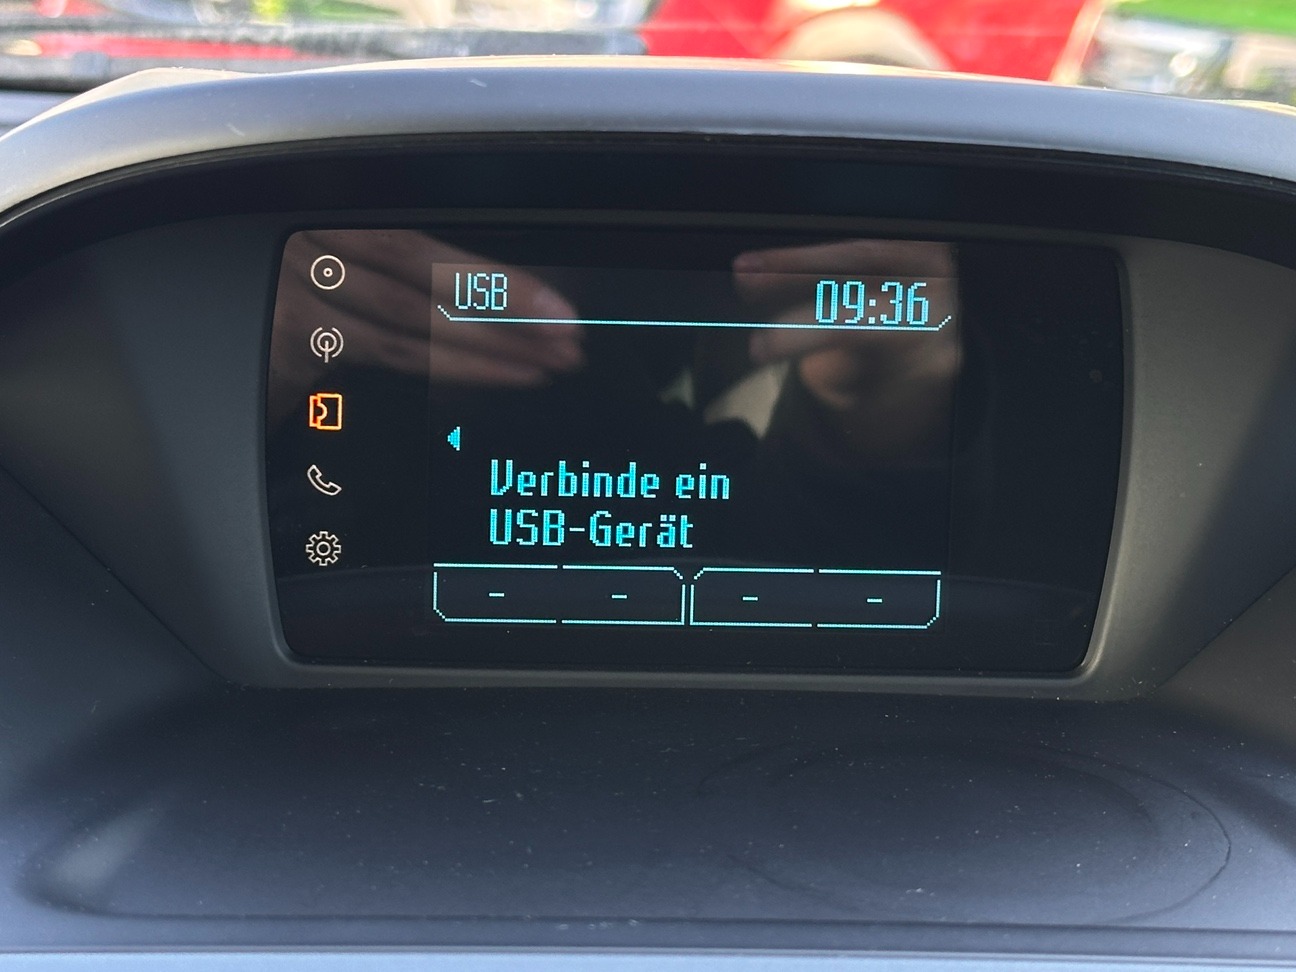 USB 09:36
Verbinde ein
USB-Gerät
- - - -